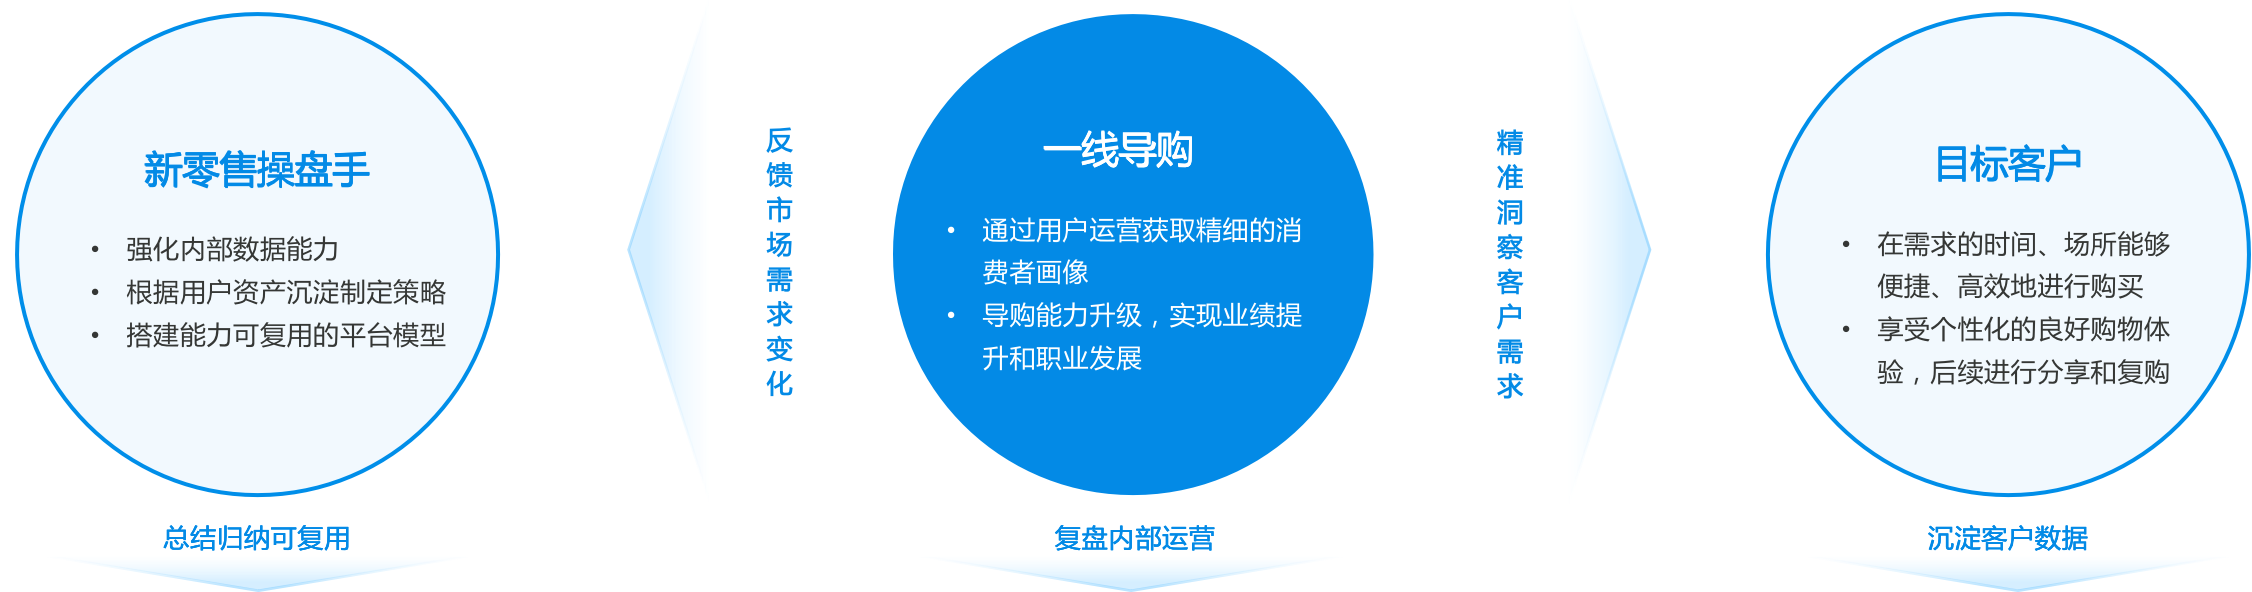 新零售操盘手
• 强化内部数据能力
• 根据用户资产沉淀制定策略
• 搭建能力可复用的平台模型
总结归纳可复用
反馈市场需求变化
一线导购
• 通过用户运营获取精细的消
费者画像
• 导购能力升级，实现业绩提
升和职业发展
复盘内部运营
精准洞察客户需求
目标客户
• 在需求的时间、场所能够
便捷、高效地进行购买
• 享受个性化的良好购物体
验，后续进行分享和复购
沉淀客户数据